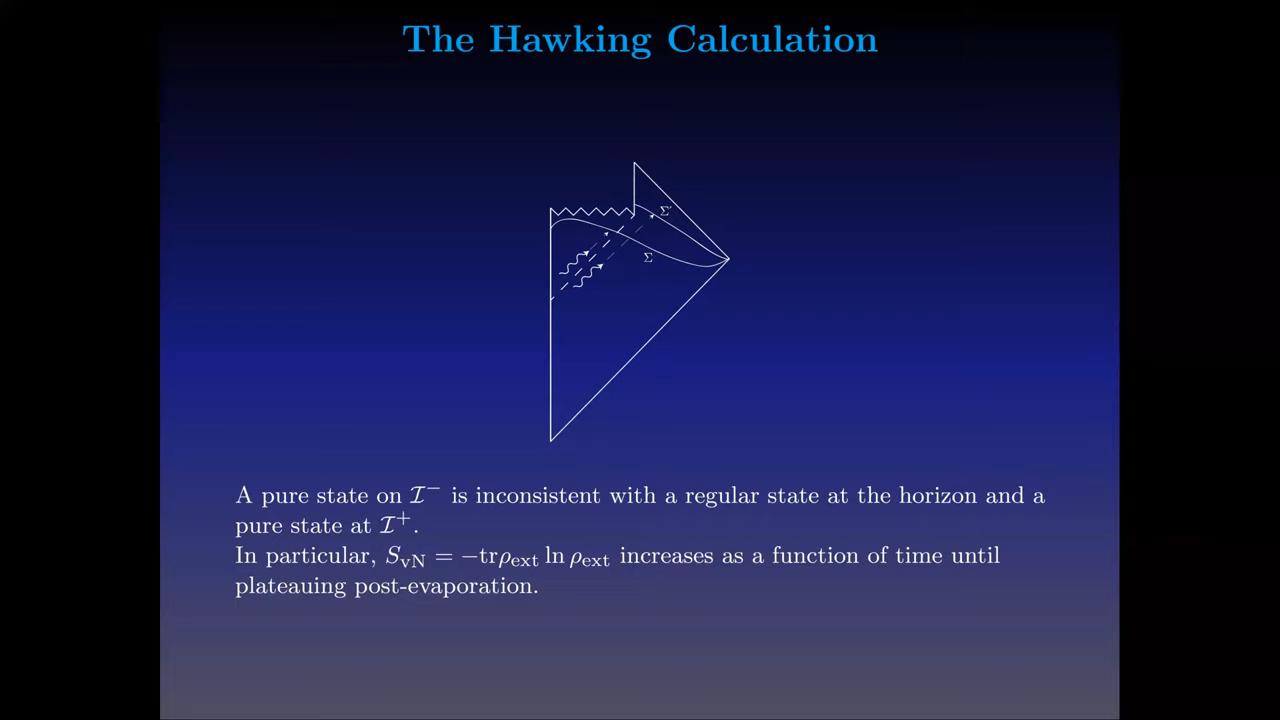 The Hawking Calculation
Σ′
Σ
A pure state on 𝓘⁻ is inconsistent with a regular state at the horizon and a
pure state at 𝓘⁺.
In particular, S_vN = −trρ_ext ln ρ_ext increases as a function of time until
plateauing post-evaporation.